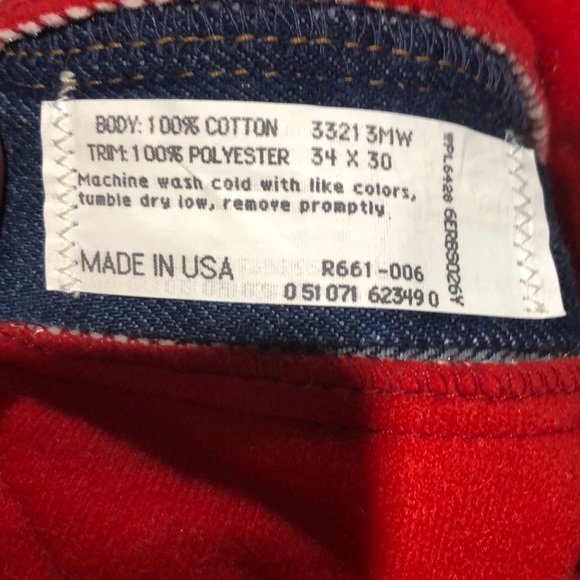 BODY: 100% COTTON 33213MW
TRIM: 100% POLYESTER 34 X 30
Machine wash cold with like colors,
tumble dry low, remove promptly.
MADE IN USA R661-006
0 51071 62349 0